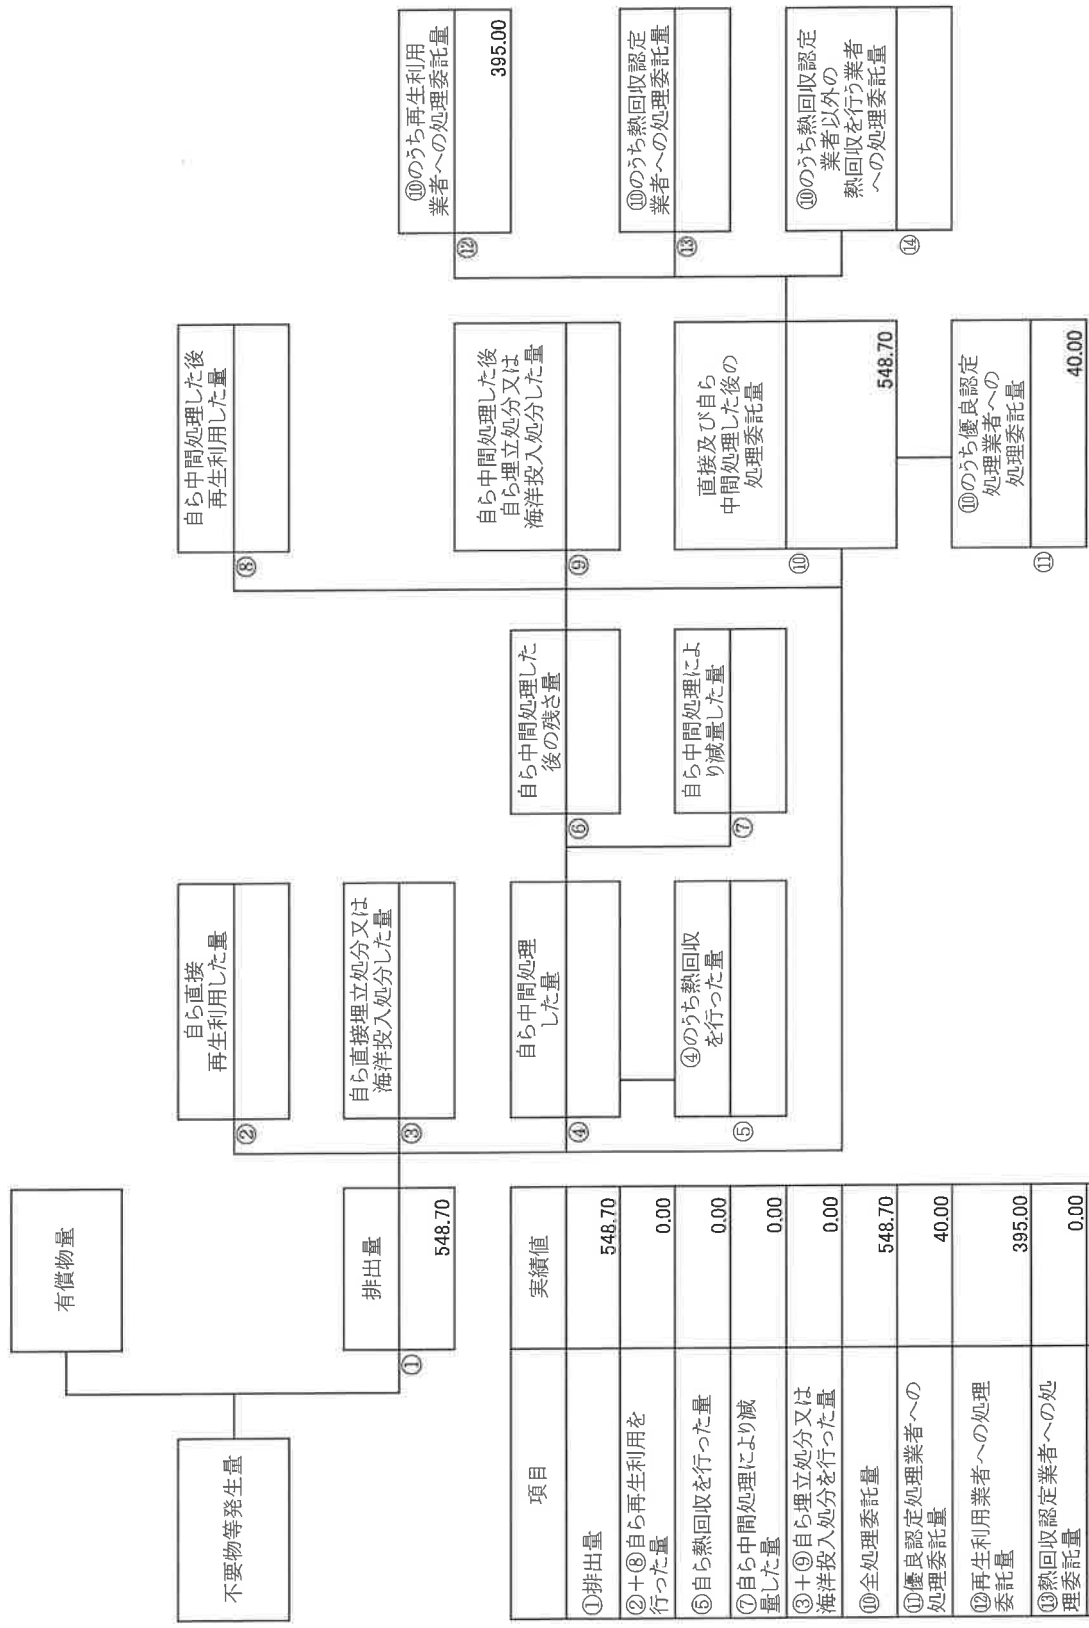 有償物量
不要物等発生量
排出量
①
548.70
自ら直接
再生利用した量
②
自ら直接埋立処分又は
海洋投入処分した量
③
自ら中間処理
した量
④
④のうち熱回収
を行った量
⑤
自ら中間処理した
後の残さ量
⑥
自ら中間処理によ
り減量した量
⑦
自ら中間処理した後
再生利用した量
⑧
自ら中間処理した後
自ら埋立処分又は
海洋投入処分した量
⑨
直接及び自ら
中間処理した後の
処理委託量
⑩
548.70
⑩のうち優良認定
処理業者への
処理委託量
⑪
40.00
⑩のうち再生利用
業者への処理委託量
⑫
395.00
⑩のうち熱回収認定
業者への処理委託量
⑬
⑩のうち熱回収認定
業者以外の
熱回収を行う業者
への処理委託量
⑭
項目 実績値
①排出量 548.70
②+⑧自ら再生利用を
行った量 0.00
⑤自ら熱回収を行った量 0.00
⑦自ら中間処理により減
量した量 0.00
③+⑨自ら埋立処分又は
海洋投入処分を行った量 0.00
⑩全処理委託量 548.70
⑪優良認定処理業者への
処理委託量 40.00
⑫再生利用業者への処理
委託量 395.00
⑬熱回収認定業者への処
理委託量 0.00